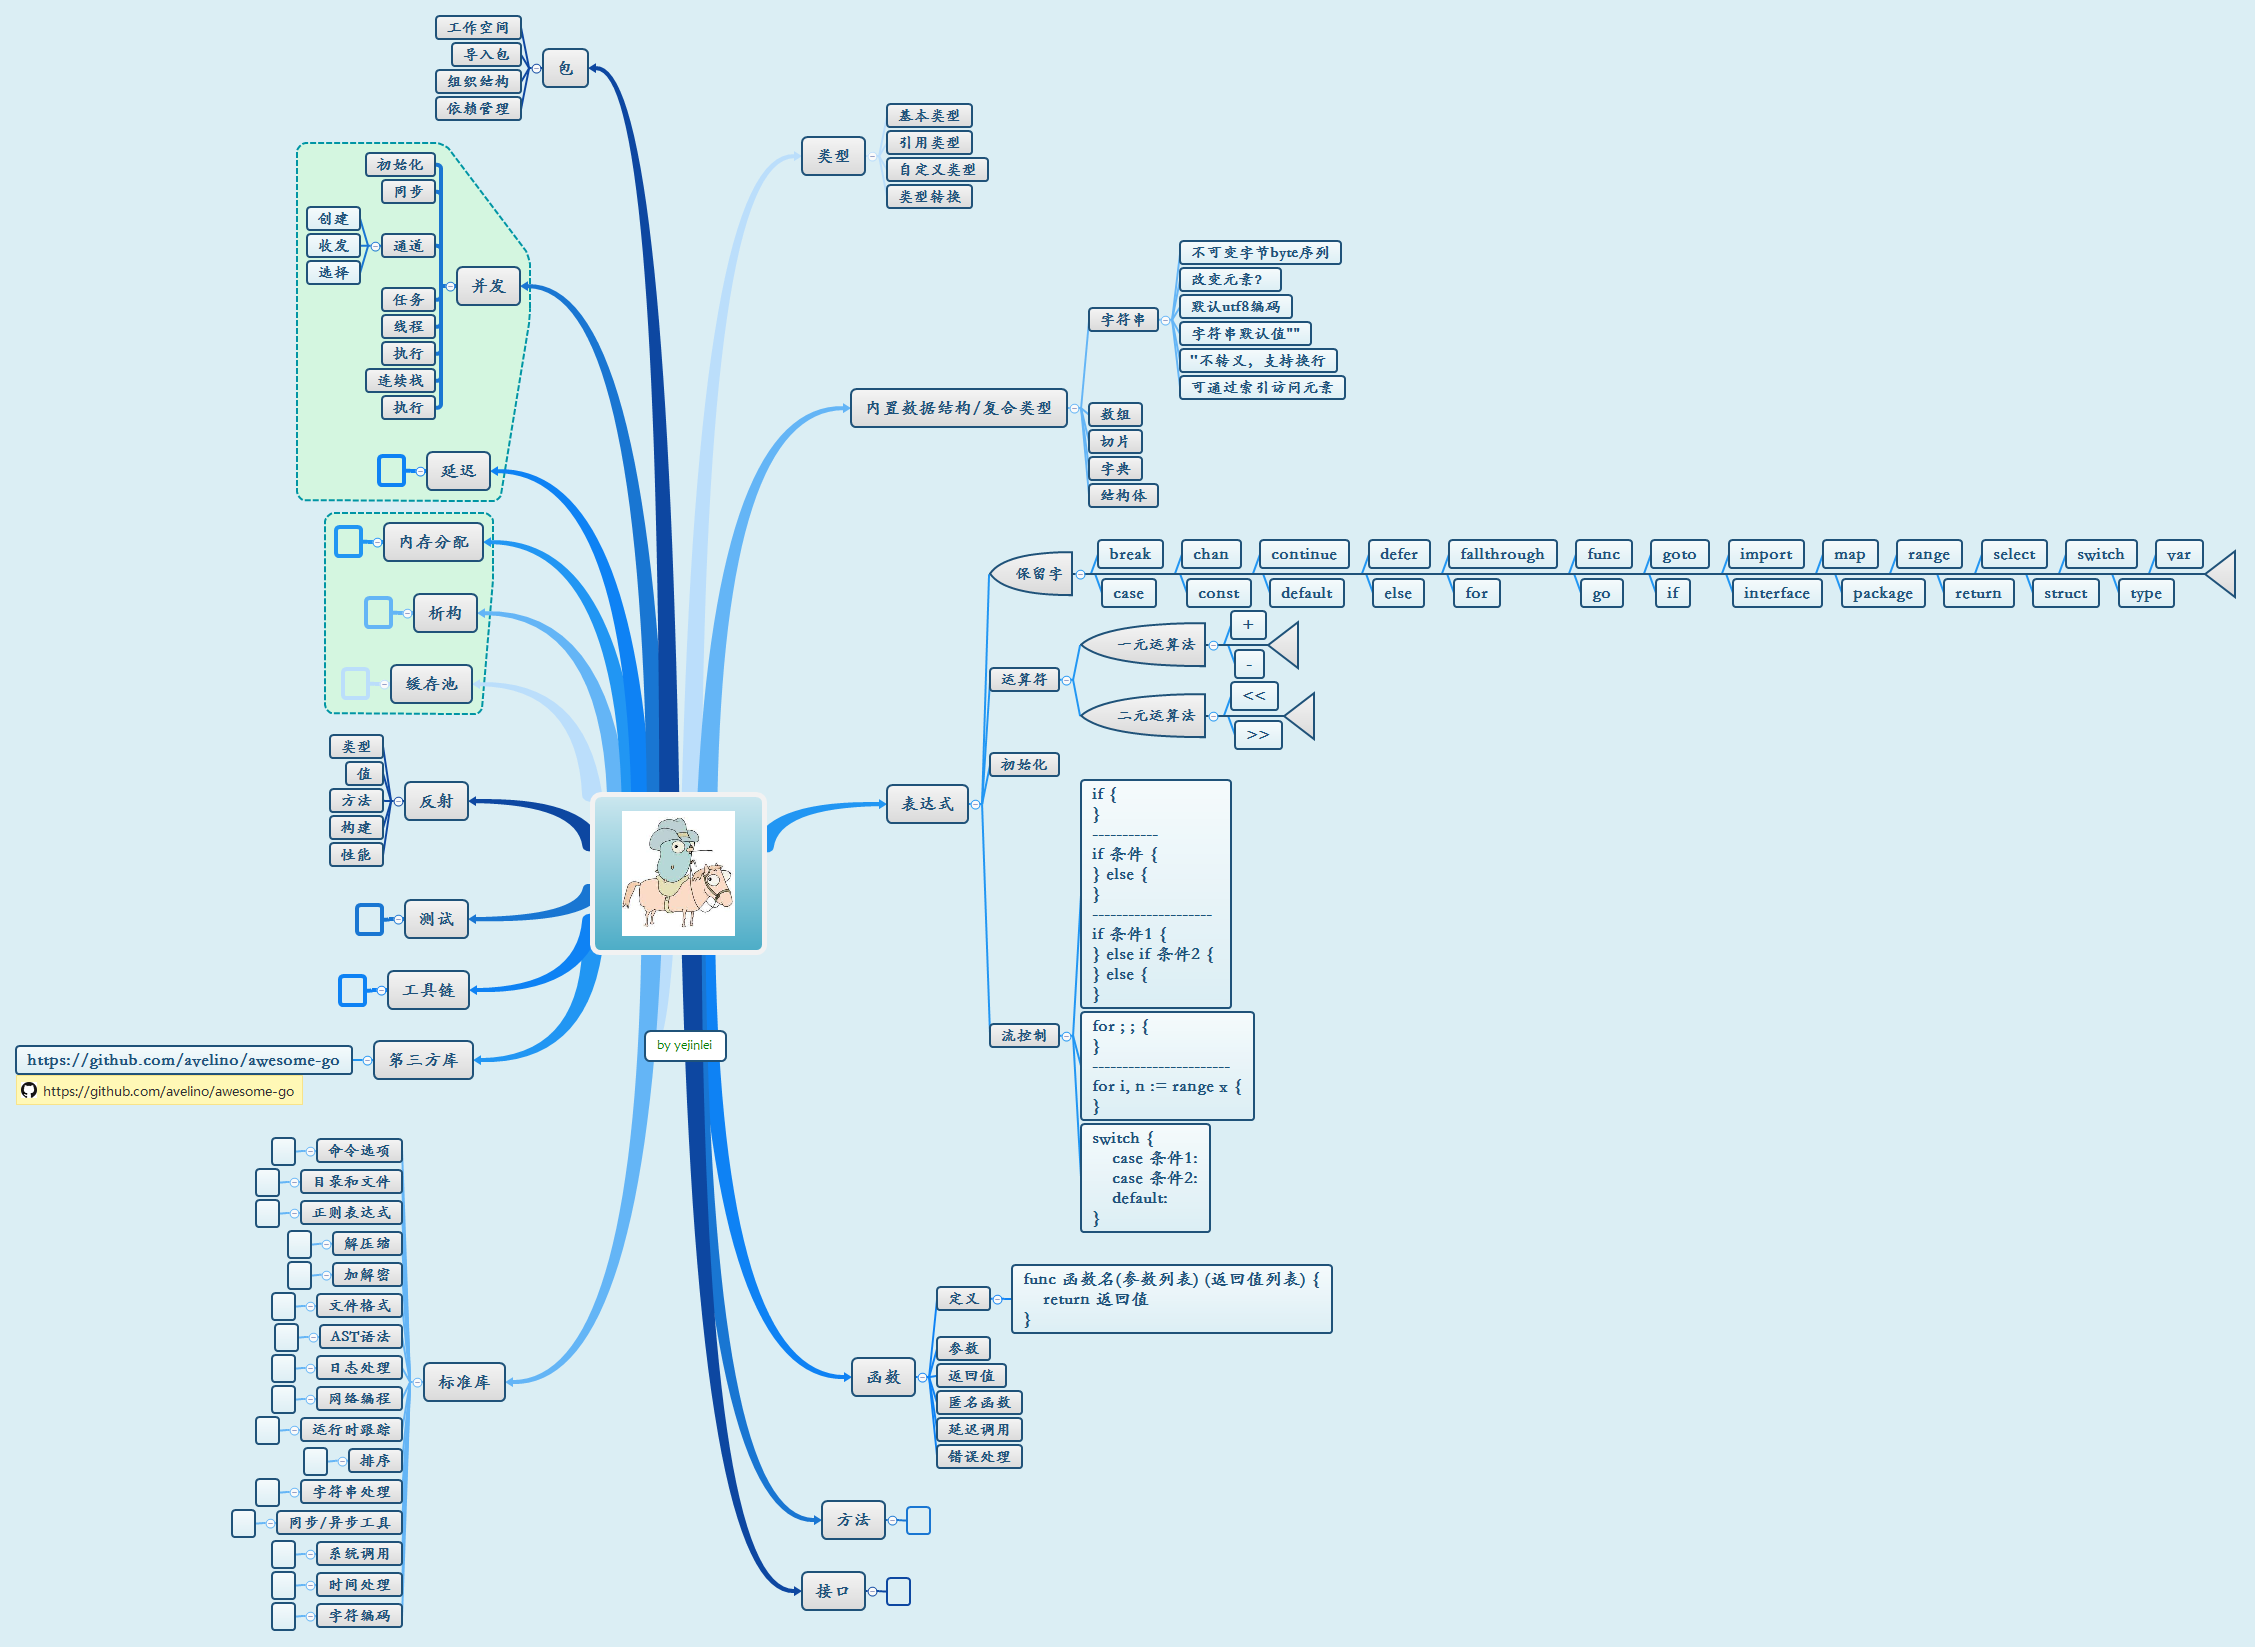 工作空间
导入包
组织结构
依赖管理
包
初始化
同步
创建
收发
选择
通道
任务
线程
执行
连续栈
执行
并发
延迟
内存分配
析构
缓存池
类型
值
方法
构建
性能
反射
测试
工具链
https://github.com/avelino/awesome-go
第三方库
https://github.com/avelino/awesome-go
命令选项
目录和文件
正则表达式
解压缩
加解密
文件格式
AST语法
日志处理
网络编程
运行时跟踪
排序
字符串处理
同步/异步工具
系统调用
时间处理
字符编码
标准库
by yejinlei
类型
基本类型
引用类型
自定义类型
类型转换
内置数据结构/复合类型
字符串
不可变字节byte序列
改变元素?
默认utf8编码
字符串默认值""
"不转义，支持换行
可通过索引访问元素
数组
切片
字典
结构体
表达式
保留字
break
chan
continue
defer
fallthrough
func
goto
import
map
range
select
switch
var
case
const
default
else
for
go
if
interface
package
return
struct
type
运算符
一元运算法
+
-
二元运算法
<<
>>
初始化
流控制
if {
}
-----------
if 条件 {
} else {
}
--------------------
if 条件1 {
} else if 条件2 {
} else {
}
for ; ; {
}
-----------------------
for i, n := range x {
}
switch {
case 条件1:
case 条件2:
default:
}
函数
定义
func 函数名(参数列表) (返回值列表) {
return 返回值
}
参数
返回值
匿名函数
延迟调用
错误处理
方法
接口